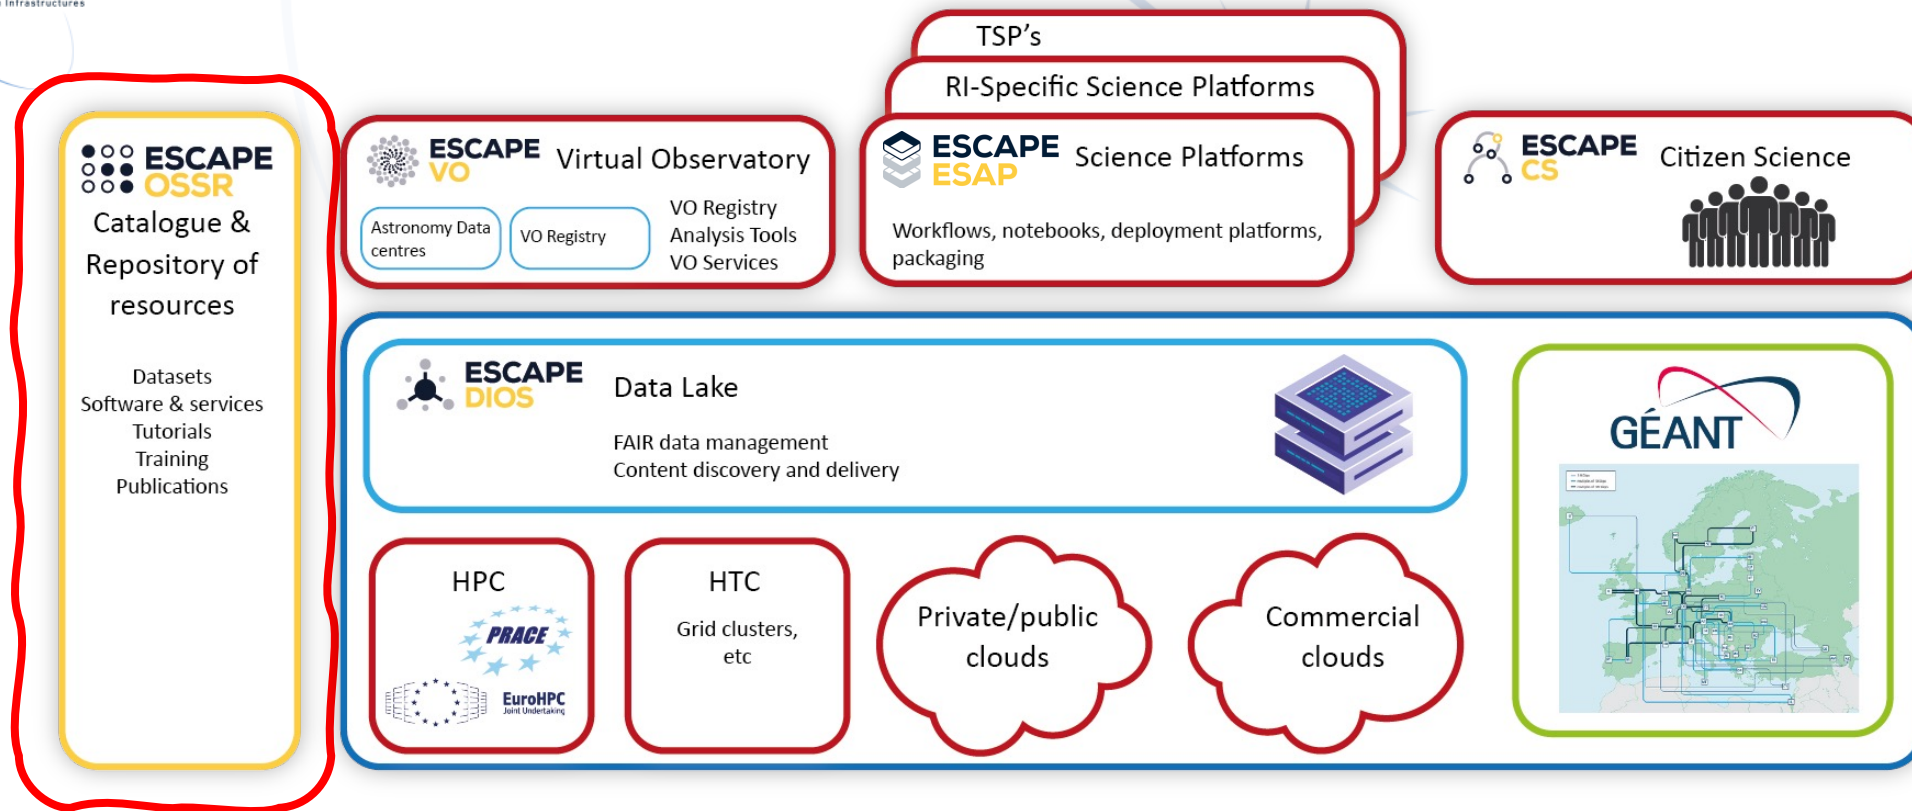 Infrastructures
ESCAPE
OSSR
Catalogue &
Repository of
resources
Datasets
Software & services
Tutorials
Training
Publications
ESCAPE
VO
Virtual Observatory
Astronomy Data
centres
VO Registry
VO Registry
Analysis Tools
VO Services
TSP's
RI-Specific Science Platforms
ESCAPE
ESAP
Science Platforms
Workflows, notebooks, deployment platforms,
packaging
ESCAPE
CS
Citizen Science
ESCAPE
DIOS
Data Lake
FAIR data management
Content discovery and delivery
GÉANT
HPC
PRACE
EuroHPC
Joint Undertaking
HTC
Grid clusters,
etc
Private/public
clouds
Commercial
clouds